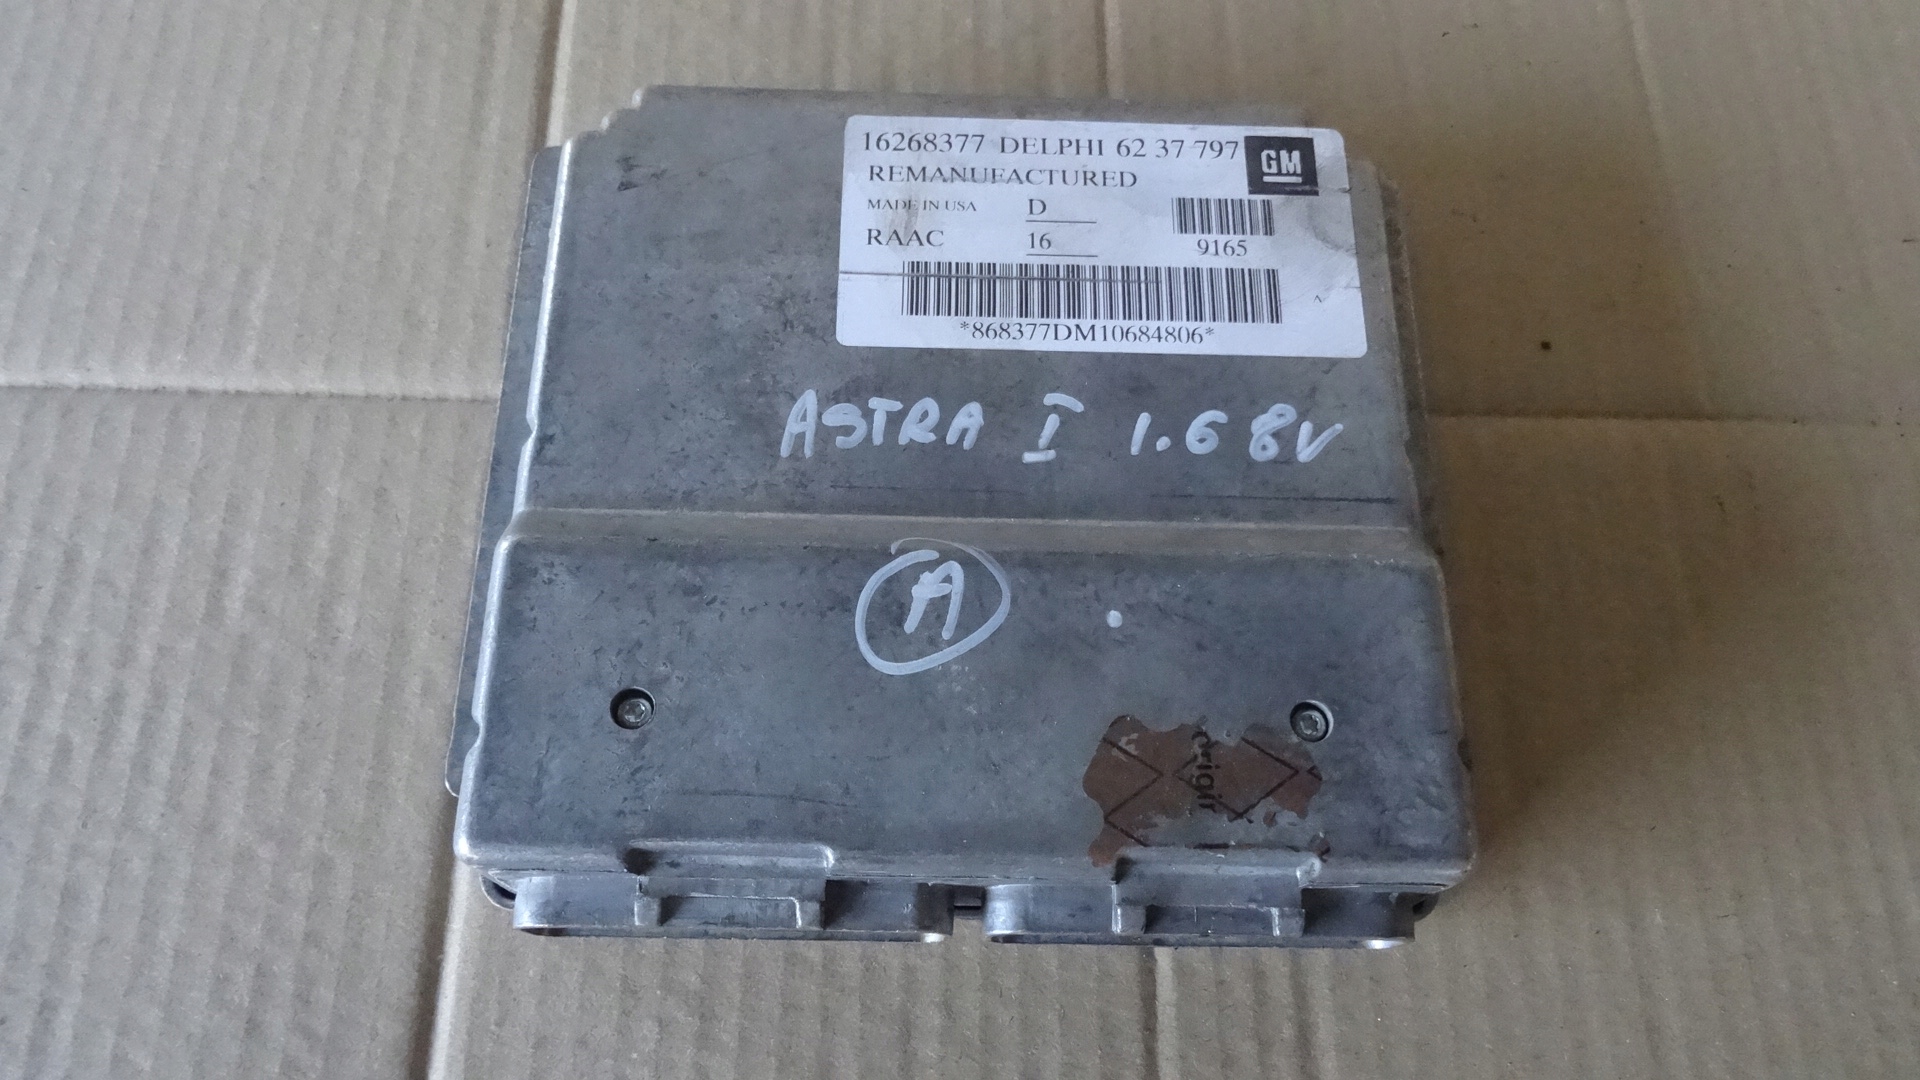 16268377 DELPHI 62 37 797 GM
REMANUFACTURED
MADE IN USA D
RAAC 16 9165
*868377DM10684806*
ASTRA I 1.6 8V
A